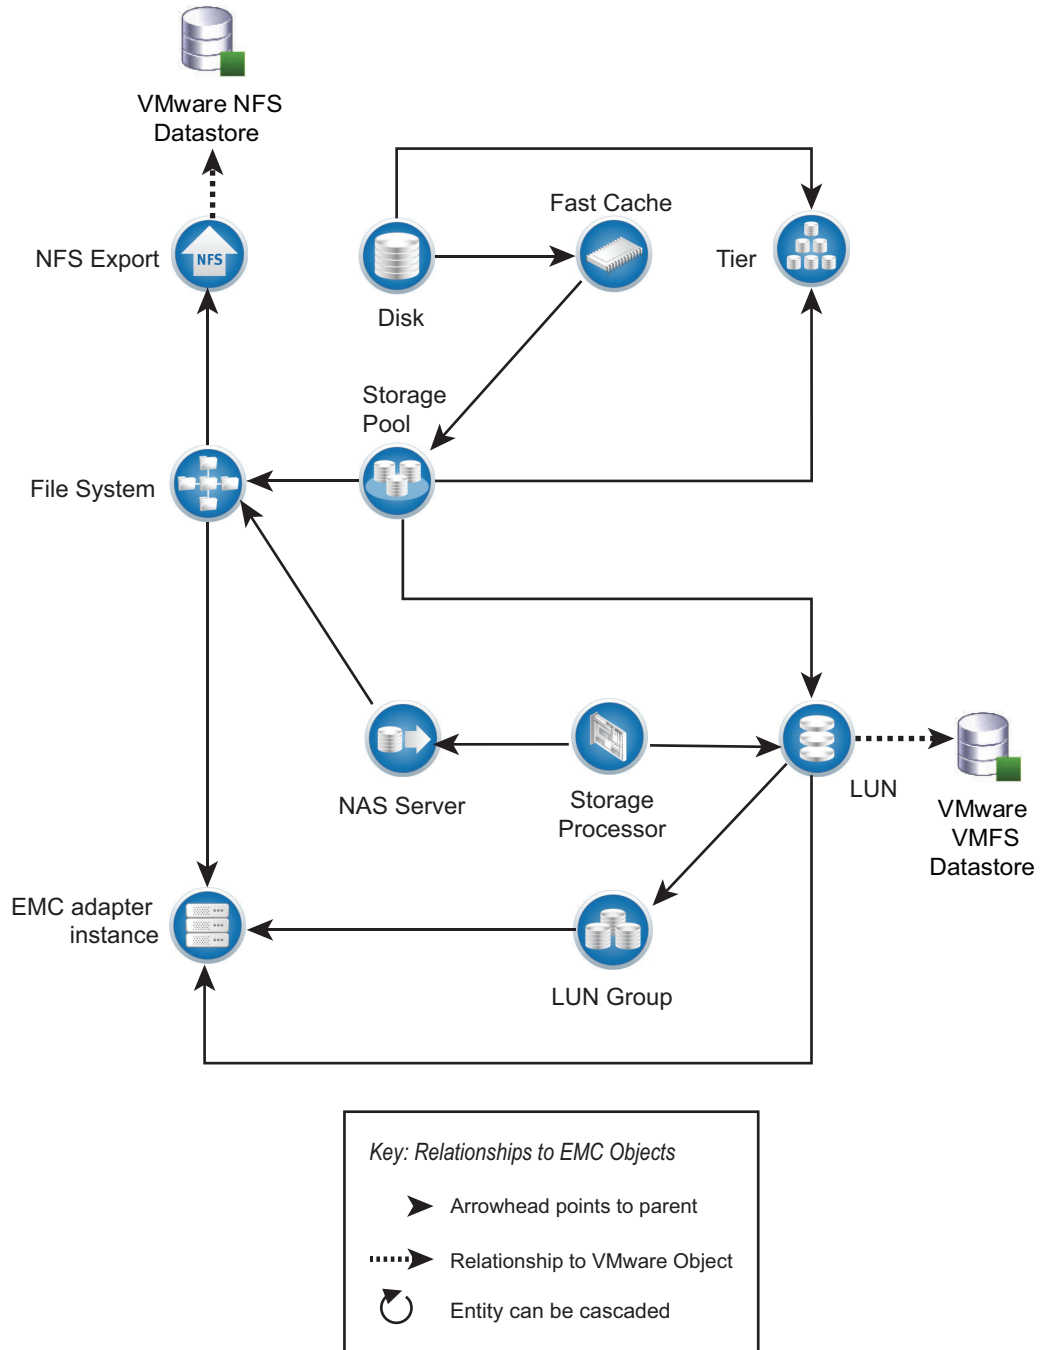 VMware NFS
Datastore
Fast Cache
NFS Export
NFS
Tier
Disk
Storage
Pool
File System
NAS Server
Storage
Processor
LUN
VMware
VMFS
Datastore
EMC adapter
instance
LUN Group
Key: Relationships to EMC Objects
Arrowhead points to parent
Relationship to VMware Object
Entity can be cascaded